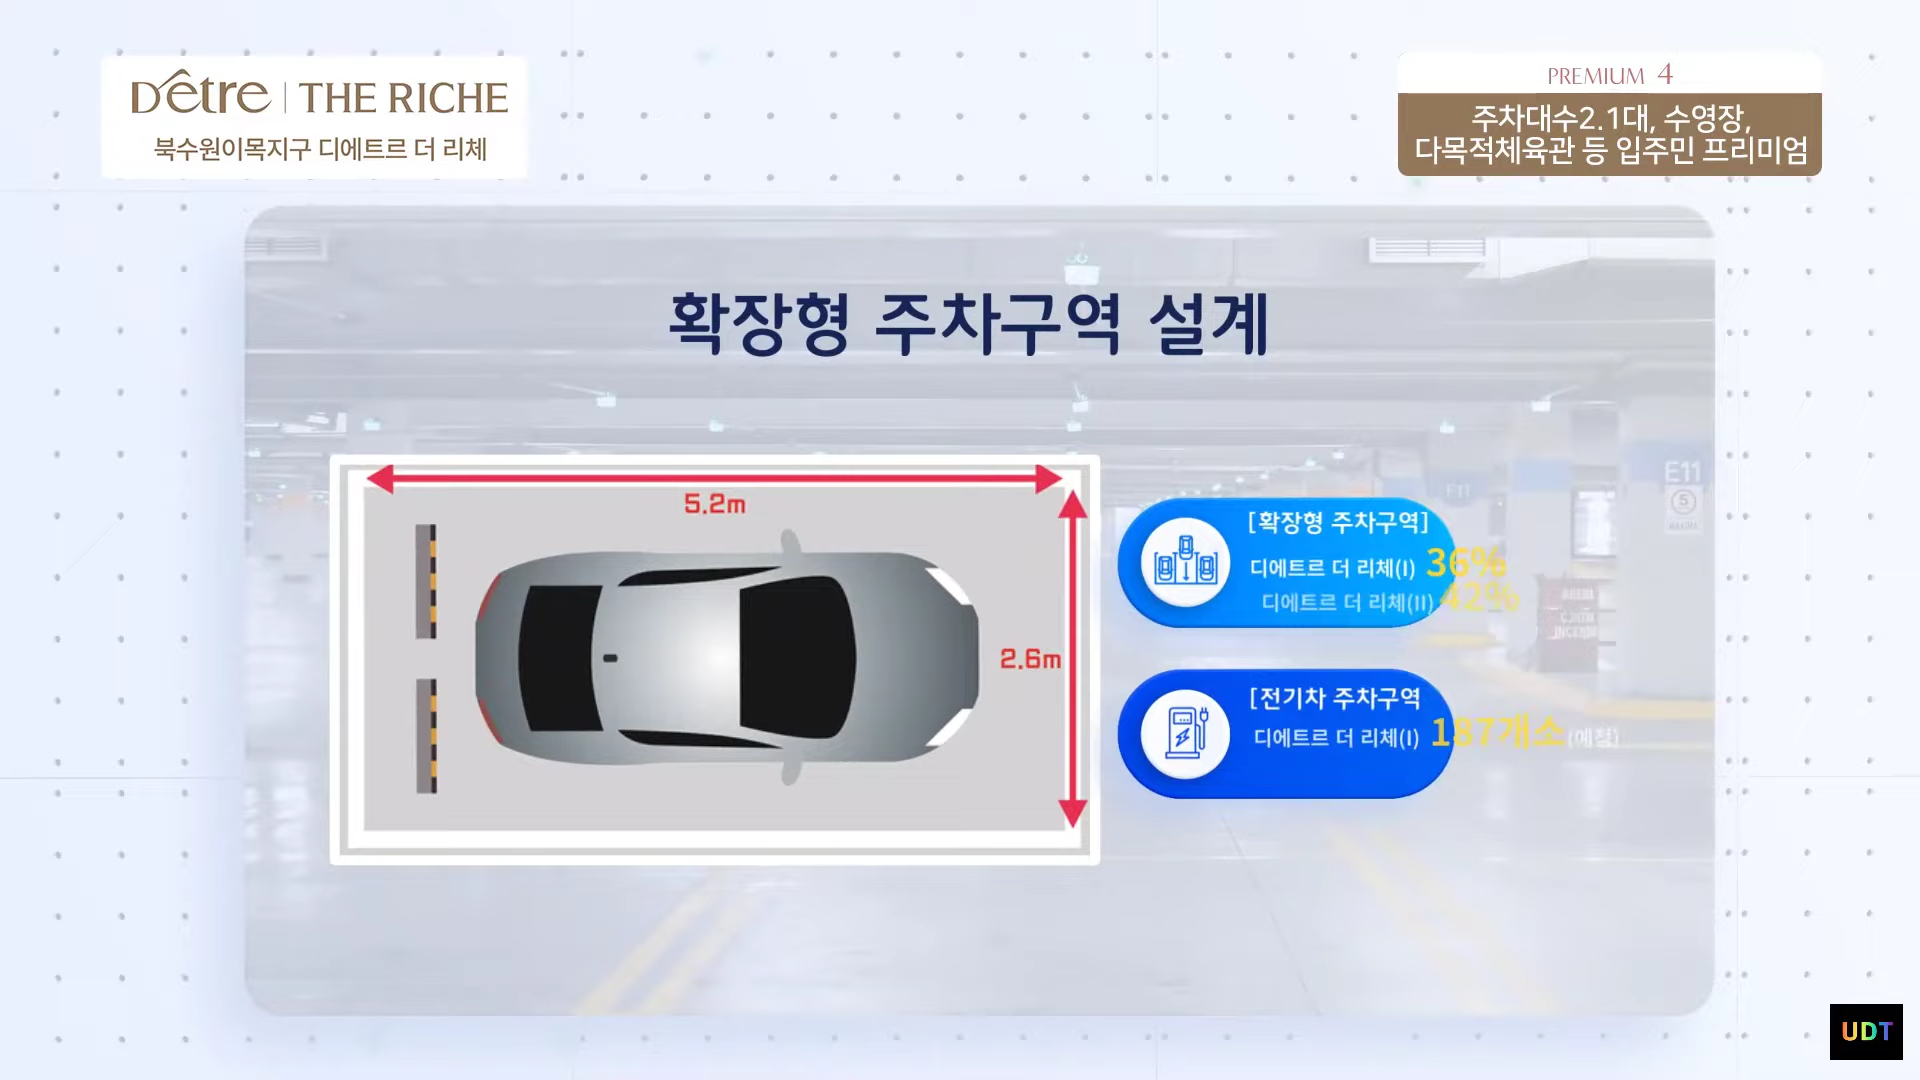 Détre | THE RICHE
북수원이목지구 디에트르 더 리체
PREMIUM 4
주차대수2.1대, 수영장,
다목적체육관 등 입주민 프리미엄
확장형 주차구역 설계
5.2m
2.6m
[확장형 주차구역]
디에트르 더 리체(I) 36%
디에트르 더 리체(II) 42%
[전기차 주차구역
디에트르 더 리체(I) 187개소(예정)
E11
5
E11
UDT